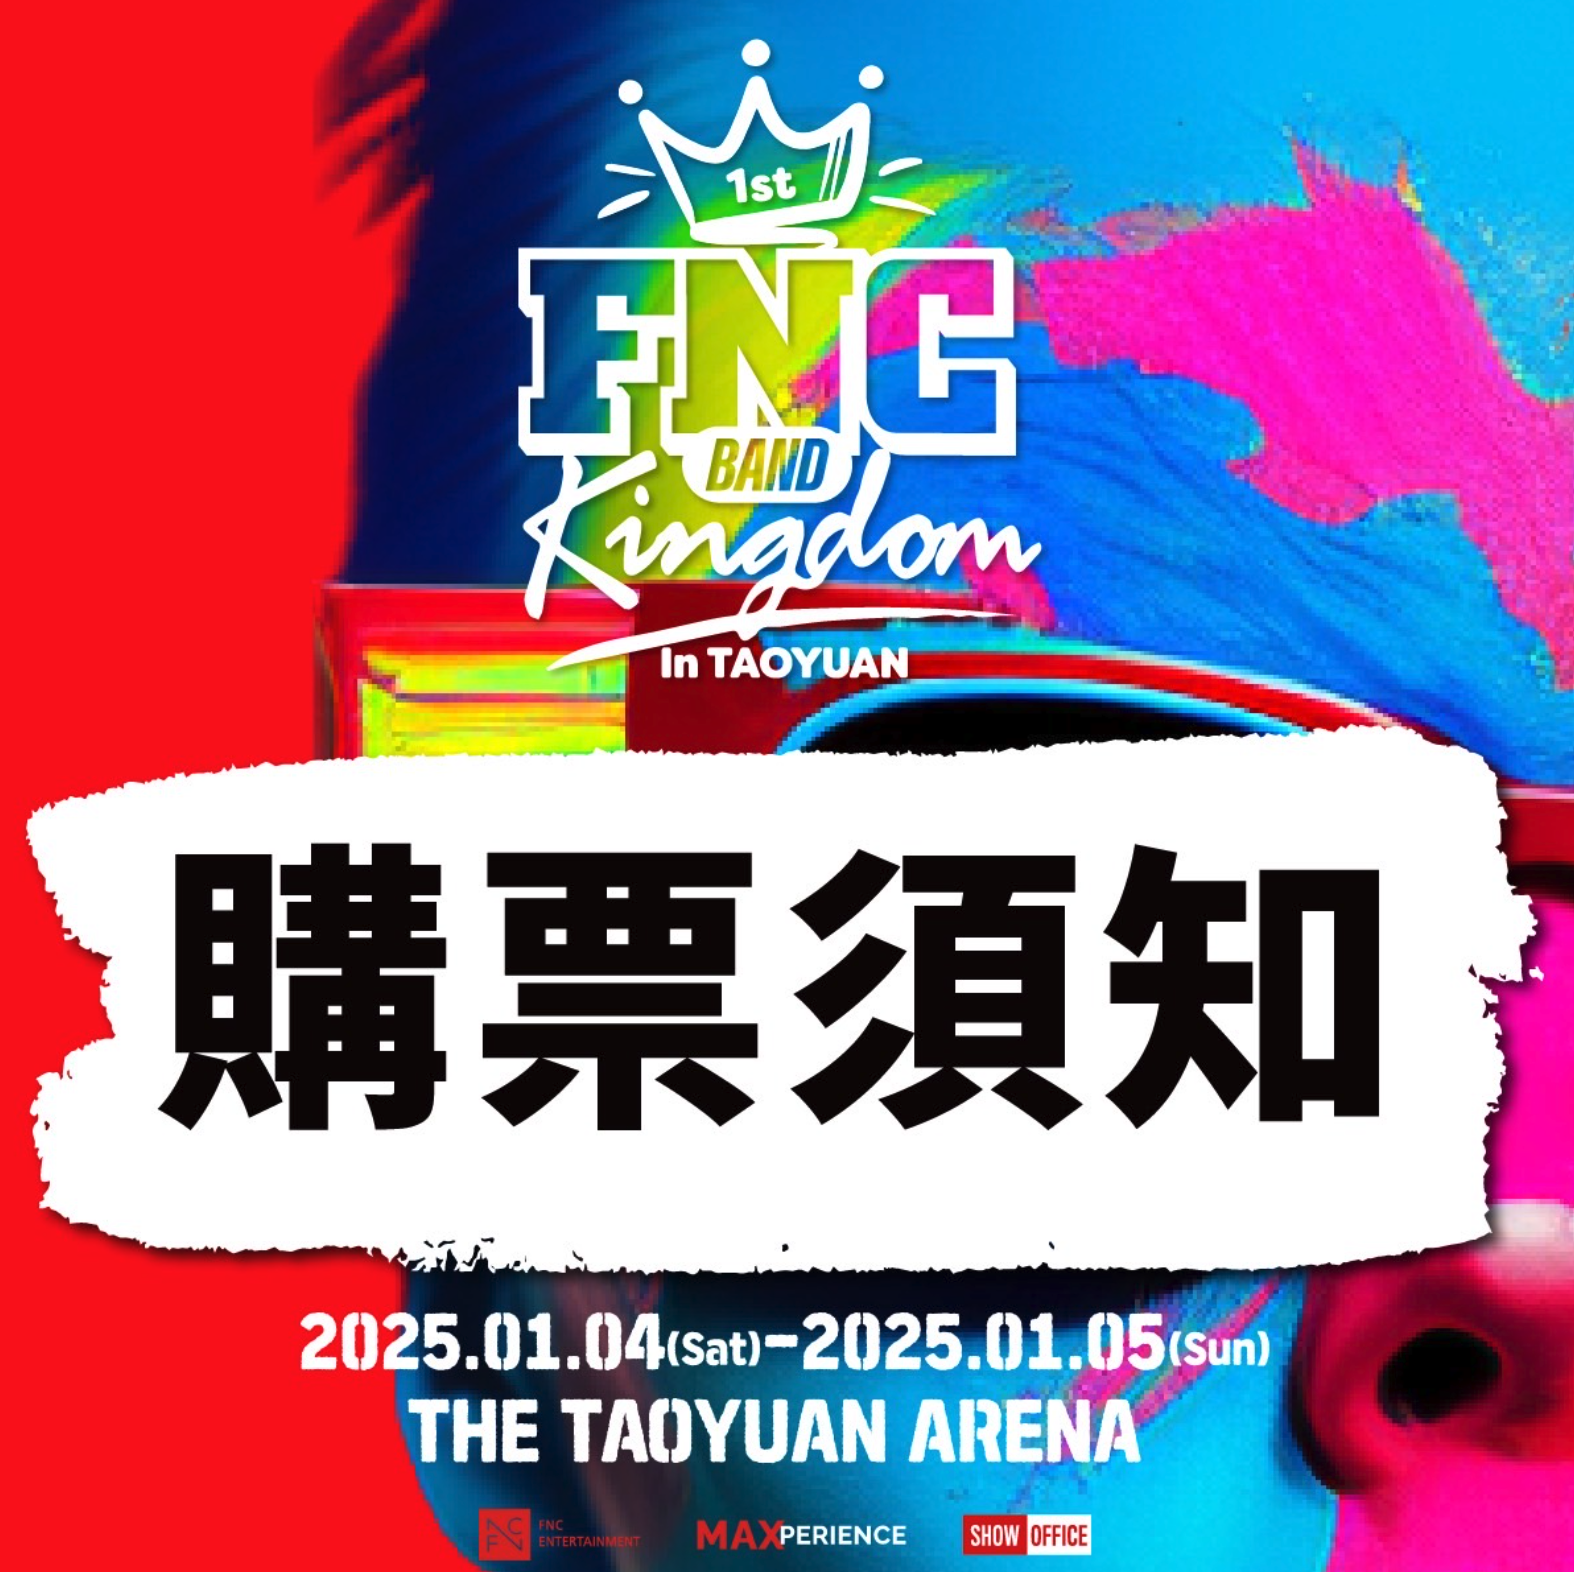 1st
FNC
BAND
Kingdom
In TAOYUAN
購票須知
2025.01.04(Sat)-2025.01.05(Sun)
THE TAOYUAN ARENA
FNC
ENTERTAINMENT
MAXPERIENCE
SHOW OFFICE